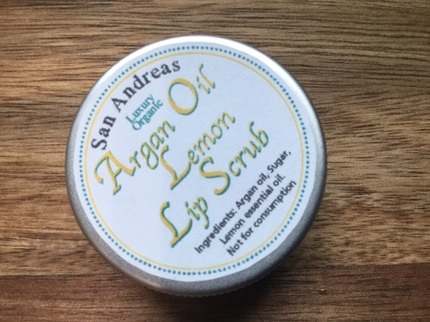 San Andreas
Luxury
Organic
Argan Oil
Lemon
Lip Scrub
Ingredients: Argan oil, Sugar,
Lemon essential oil.
Not for consumption